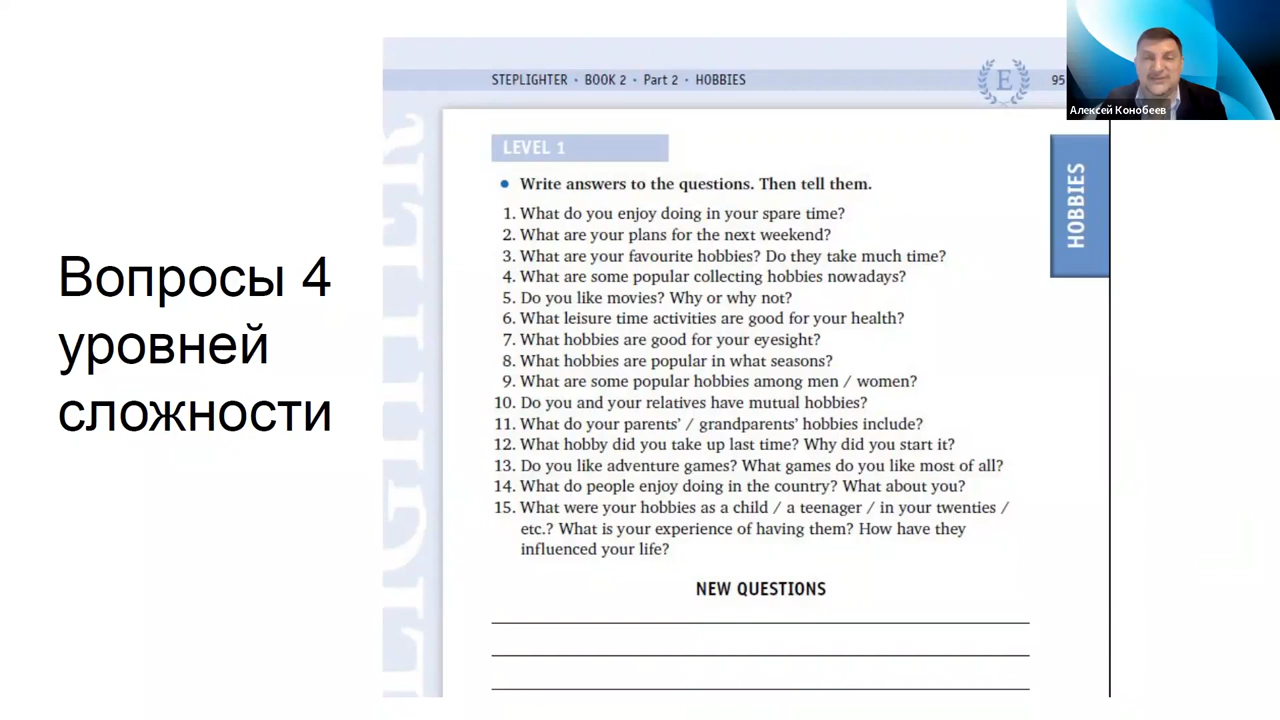 Вопросы 4
уровней
сложности
STEPLIGHTER • BOOK 2 • Part 2 • HOBBIES
E
95
Алексей Конобеев
LEVEL 1
HOBBIES
• Write answers to the questions. Then tell them.
1. What do you enjoy doing in your spare time?
2. What are your plans for the next weekend?
3. What are your favourite hobbies? Do they take much time?
4. What are some popular collecting hobbies nowadays?
5. Do you like movies? Why or why not?
6. What leisure time activities are good for your health?
7. What hobbies are good for your eyesight?
8. What hobbies are popular in what seasons?
9. What are some popular hobbies among men / women?
10. Do you and your relatives have mutual hobbies?
11. What do your parents' / grandparents' hobbies include?
12. What hobby did you take up last time? Why did you start it?
13. Do you like adventure games? What games do you like most of all?
14. What do people enjoy doing in the country? What about you?
15. What were your hobbies as a child / a teenager / in your twenties /
etc.? What is your experience of having them? How have they
influenced your life?
NEW QUESTIONS